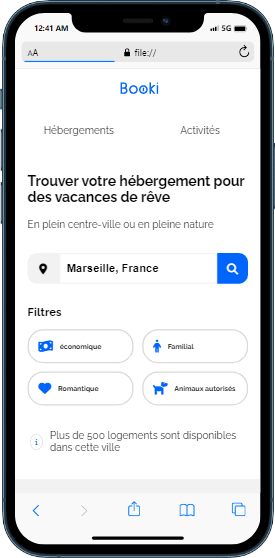 12:41 AM 5G
AA file://
Booki
Hébergements Activités
Trouver votre hébergement pour
des vacances de rêve
En plein centre-ville ou en pleine nature
Marseille, France
Filtres
économique Familial
Romantique Animaux autorisés
i Plus de 500 logements sont disponibles
dans cette ville